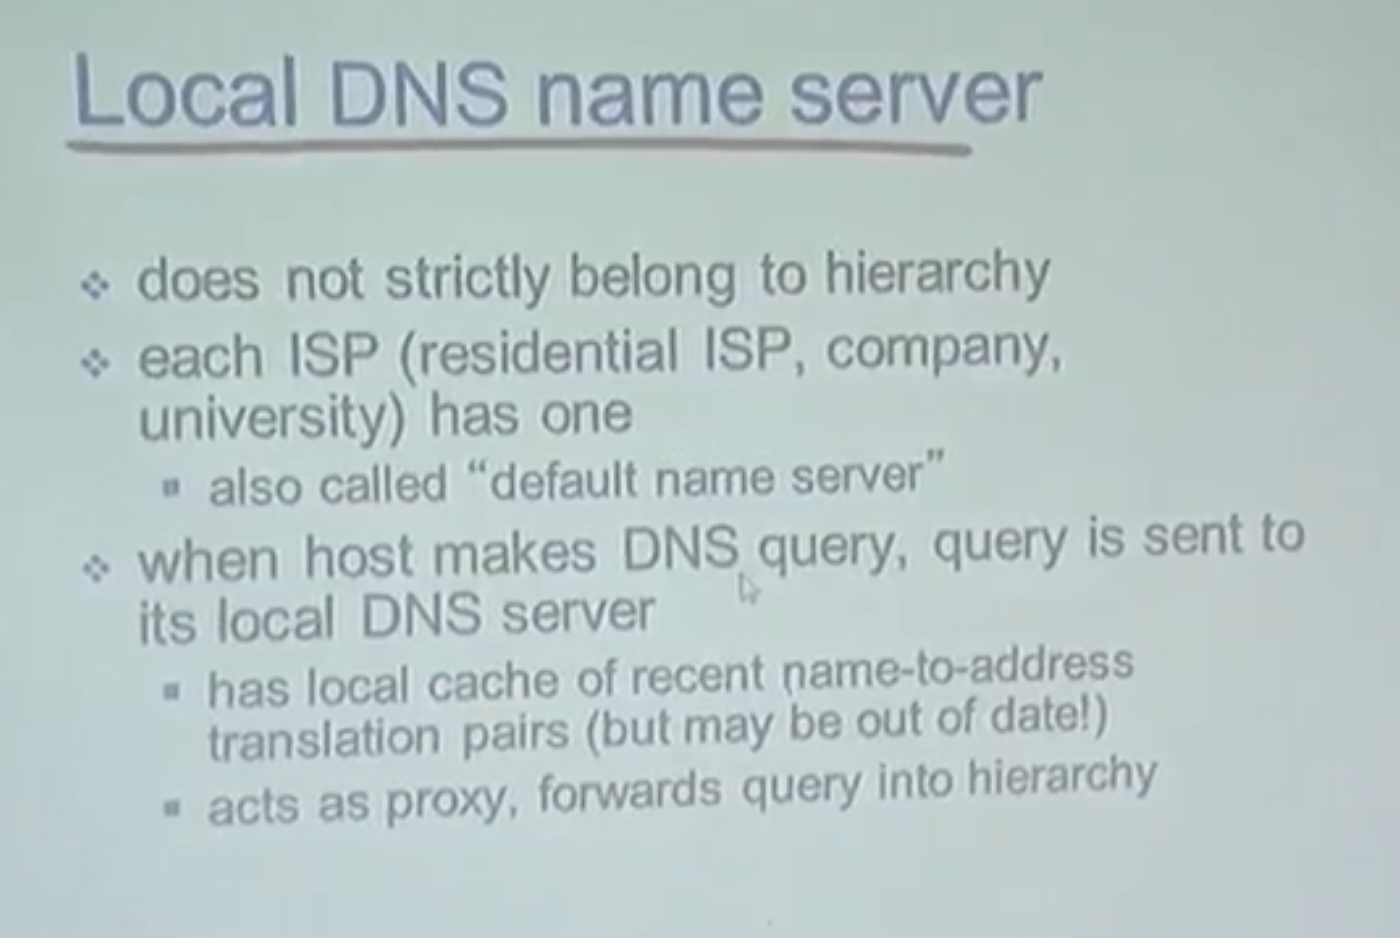 Local DNS name server
does not strictly belong to hierarchy
each ISP (residential ISP, company,
university) has one
also called “default name server”
when host makes DNS query, query is sent to
its local DNS server
has local cache of recent name-to-address
translation pairs (but may be out of date!)
acts as proxy, forwards query into hierarchy